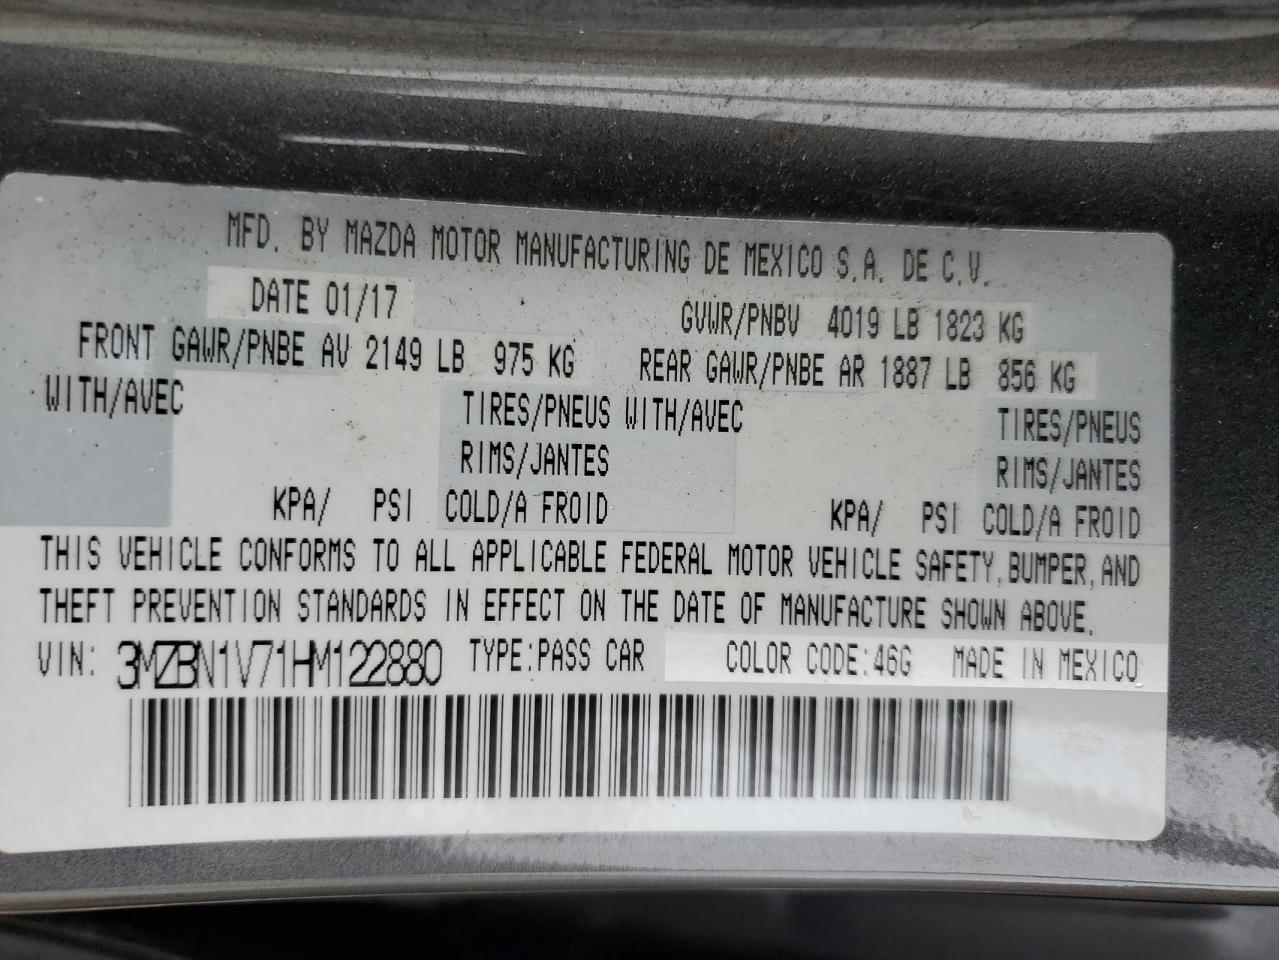 MFD. BY MAZDA MOTOR MANUFACTURING DE MEXICO S.A. DE C.V.
DATE 01/17 GVWR/PNBV 4019 LB 1823 KG
FRONT GAWR/PNBE AV 2149 LB 975 KG REAR GAWR/PNBE AR 1887 LB 856 KG
WITH/AVEC TIRES/PNEUS WITH/AVEC TIRES/PNEUS
RIMS/JANTES RIMS/JANTES
KPA/ PSI COLD/A FROID KPA/ PSI COLD/A FROID
THIS VEHICLE CONFORMS TO ALL APPLICABLE FEDERAL MOTOR VEHICLE SAFETY, BUMPER, AND
THEFT PREVENTION STANDARDS IN EFFECT ON THE DATE OF MANUFACTURE SHOWN ABOVE.
VIN: 3MZBN1V71HM122880 TYPE:PASS CAR COLOR CODE:46G MADE IN MEXICO